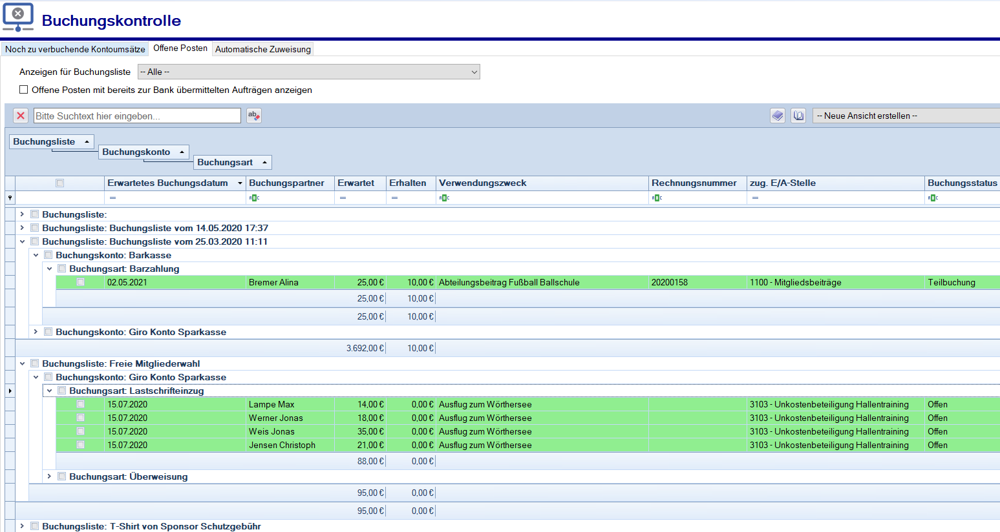 Buchungskontrolle
Noch zu verbuchende Kontoumsätze Offene Posten Automatische Zuweisung
Anzeigen für Buchungsliste -- Alle --
Offene Posten mit bereits zur Bank übermittelten Aufträgen anzeigen
Bitte Suchtext hier eingeben... ab -- Neue Ansicht erstellen --
Buchungsliste
Buchungskonto
Buchungsart
Erwartetes Buchungsdatum Buchungspartner Erwartet Erhalten Verwendungszweck Rechnungsnummer zug. E/A-Stelle Buchungsstatus
= ABC = = ABC ABC = ABC
Buchungsliste:
Buchungsliste: Buchungsliste vom 14.05.2020 17:37
Buchungsliste: Buchungsliste vom 25.03.2020 11:11
Buchungskonto: Barkasse
Buchungsart: Barzahlung
02.05.2021 Bremer Alina 25,00 € 10,00 € Abteilungsbeitrag Fußball Ballschule 20200158 1100 - Mitgliedsbeiträge Teilbuchung
25,00 € 10,00 €
25,00 € 10,00 €
Buchungskonto: Giro Konto Sparkasse
3.692,00 € 10,00 €
Buchungsliste: Freie Mitgliederwahl
Buchungskonto: Giro Konto Sparkasse
Buchungsart: Lastschrifteinzug
15.07.2020 Lampe Max 14,00 € 0,00 € Ausflug zum Wörthersee 3103 - Unkostenbeteiligung Hallentraining Offen
15.07.2020 Werner Jonas 18,00 € 0,00 € Ausflug zum Wörthersee 3103 - Unkostenbeteiligung Hallentraining Offen
15.07.2020 Weis Jonas 35,00 € 0,00 € Ausflug zum Wörthersee 3103 - Unkostenbeteiligung Hallentraining Offen
15.07.2020 Jensen Christoph 21,00 € 0,00 € Ausflug zum Wörthersee 3103 - Unkostenbeteiligung Hallentraining Offen
88,00 € 0,00 €
Buchungsart: Überweisung
95,00 € 0,00 €
95,00 € 0,00 €
Buchungsliste: T-Shirt von Sponsor Schutzgebühr